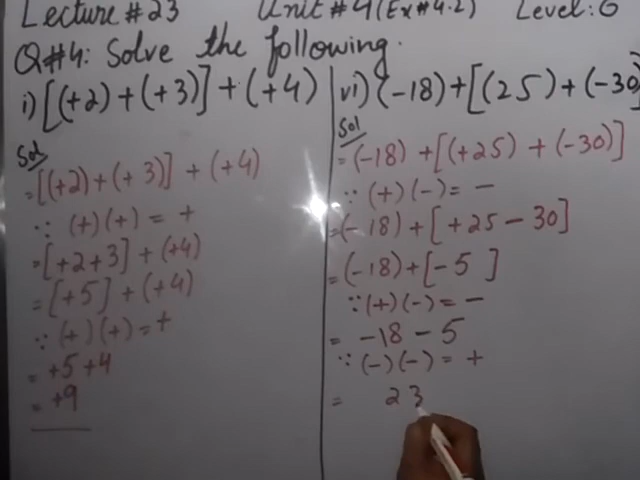 Lecture #23 Unit #4 (Ex#4.2) Level: 6
Q#4: Solve the following.
i) [(+2) + (+3)] + (+4)
Sol
= [(+2) + (+3)] + (+4)
∵ (+)(+) = +
= [+2+3] + (+4)
= [+5] + (+4)
∵ (+)(+) = +
= +5+4
= +9
vi) (-18) + [(25) + (-30)]
Sol
= (-18) + [(+25) + (-30)]
∵ (+)(-) = -
= (-18) + [+25 - 30]
= (-18) + [-5]
∵ (+)(-) = -
= -18 - 5
∵ (-)(-) = +
= 23